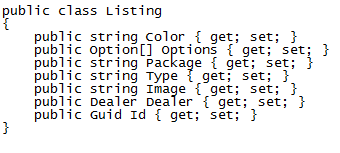 public class Listing
{
    public string Color { get; set; }
    public Option[] Options { get; set; }
    public string Package { get; set; }
    public string Type { get; set; }
    public string Image { get; set; }
    public Dealer Dealer { get; set; }
    public Guid Id { get; set; }
}